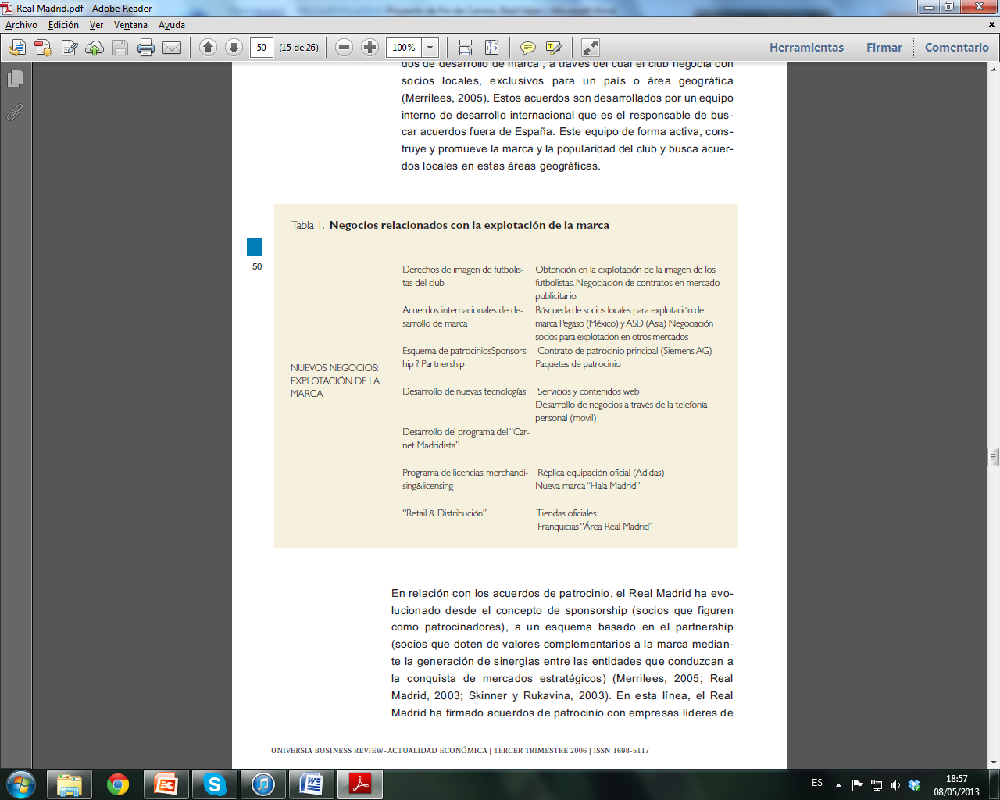 Real Madrid.pdf - Adobe Reader
Archivo Edición Ver Ventana Ayuda
50 (15 de 26) 100% Herramientas Firmar Comentario
dos de desarrollo de marca", a través del cual el club negocia con
socios locales, exclusivos para un país o área geográfica
(Merrilees, 2005). Estos acuerdos son desarrollados por un equipo
interno de desarrollo internacional que es el responsable de bus-
car acuerdos fuera de España. Este equipo de forma activa, cons-
truye y promueve la marca y la popularidad del club y busca acuer-
dos locales en estas áreas geográficas.
Tabla 1. Negocios relacionados con la explotación de la marca
50
NUEVOS NEGOCIOS:
EXPLOTACIÓN DE LA
MARCA
Derechos de imagen de futbolis-
tas del club
Obtención en la explotación de la imagen de los
futbolistas. Negociación de contratos en mercado
publicitario
Acuerdos internacionales de de-
sarrollo de marca
Búsqueda de socios locales para explotación de
marca Pegaso (México) y ASD (Asia) Negociación
socios para explotación en otros mercados
Esquema de patrociniosSponsors-
hip ? Partnership
Contrato de patrocinio principal (Siemens AG)
Paquetes de patrocinio
Desarrollo de nuevas tecnologías
Servicios y contenidos web
Desarrollo de negocios a través de la telefonía
personal (móvil)
Desarrollo del programa del “Car-
net Madridista”
Programa de licencias: merchandi-
sing&licensing
Réplica equipación oficial (Adidas)
Nueva marca “Hala Madrid”
“Retail & Distribución”
Tiendas oficiales
Franquicias “Área Real Madrid”
En relación con los acuerdos de patrocinio, el Real Madrid ha evo-
lucionado desde el concepto de sponsorship (socios que figuren
como patrocinadores), a un esquema basado en el partnership
(socios que doten de valores complementarios a la marca median-
te la generación de sinergias entre las entidades que conduzcan a
la conquista de mercados estratégicos) (Merrilees, 2005; Real
Madrid, 2003; Skinner y Rukavina, 2003). En esta línea, el Real
Madrid ha firmado acuerdos de patrocinio con empresas líderes de
UNIVERSIA BUSINESS REVIEW-ACTUALIDAD ECONÓMICA | TERCER TRIMESTRE 2006 | ISSN 1698-5117
ES
18:57
08/05/2013